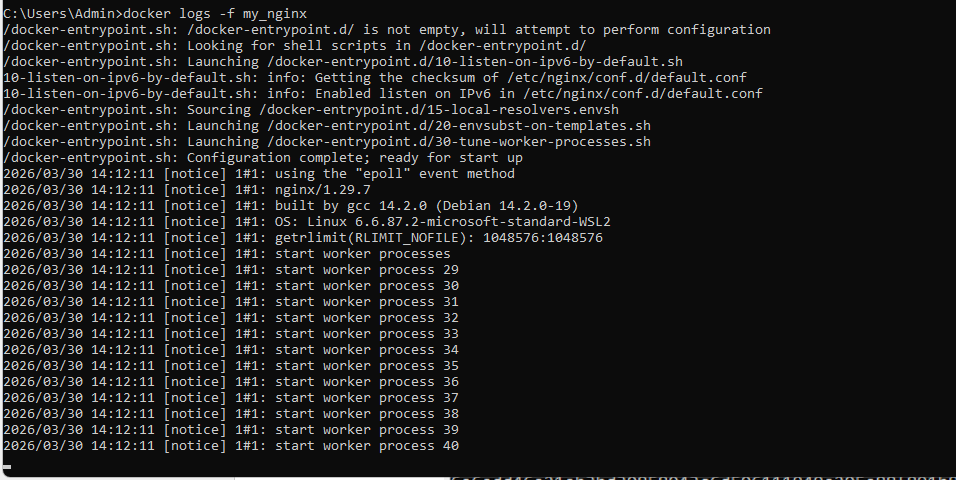 C:\Users\Admin>docker logs -f my_nginx
/docker-entrypoint.sh: /docker-entrypoint.d/ is not empty, will attempt to perform configuration
/docker-entrypoint.sh: Looking for shell scripts in /docker-entrypoint.d/
/docker-entrypoint.sh: Launching /docker-entrypoint.d/10-listen-on-ipv6-by-default.sh
10-listen-on-ipv6-by-default.sh: info: Getting the checksum of /etc/nginx/conf.d/default.conf
10-listen-on-ipv6-by-default.sh: info: Enabled listen on IPv6 in /etc/nginx/conf.d/default.conf
/docker-entrypoint.sh: Sourcing /docker-entrypoint.d/15-local-resolvers.envsh
/docker-entrypoint.sh: Launching /docker-entrypoint.d/20-envsubst-on-templates.sh
/docker-entrypoint.sh: Launching /docker-entrypoint.d/30-tune-worker-processes.sh
/docker-entrypoint.sh: Configuration complete; ready for start up
2026/03/30 14:12:11 [notice] 1#1: using the "epoll" event method
2026/03/30 14:12:11 [notice] 1#1: nginx/1.29.7
2026/03/30 14:12:11 [notice] 1#1: built by gcc 14.2.0 (Debian 14.2.0-19)
2026/03/30 14:12:11 [notice] 1#1: OS: Linux 6.6.87.2-microsoft-standard-WSL2
2026/03/30 14:12:11 [notice] 1#1: getrlimit(RLIMIT_NOFILE): 1048576:1048576
2026/03/30 14:12:11 [notice] 1#1: start worker processes
2026/03/30 14:12:11 [notice] 1#1: start worker process 29
2026/03/30 14:12:11 [notice] 1#1: start worker process 30
2026/03/30 14:12:11 [notice] 1#1: start worker process 31
2026/03/30 14:12:11 [notice] 1#1: start worker process 32
2026/03/30 14:12:11 [notice] 1#1: start worker process 33
2026/03/30 14:12:11 [notice] 1#1: start worker process 34
2026/03/30 14:12:11 [notice] 1#1: start worker process 35
2026/03/30 14:12:11 [notice] 1#1: start worker process 36
2026/03/30 14:12:11 [notice] 1#1: start worker process 37
2026/03/30 14:12:11 [notice] 1#1: start worker process 38
2026/03/30 14:12:11 [notice] 1#1: start worker process 39
2026/03/30 14:12:11 [notice] 1#1: start worker process 40